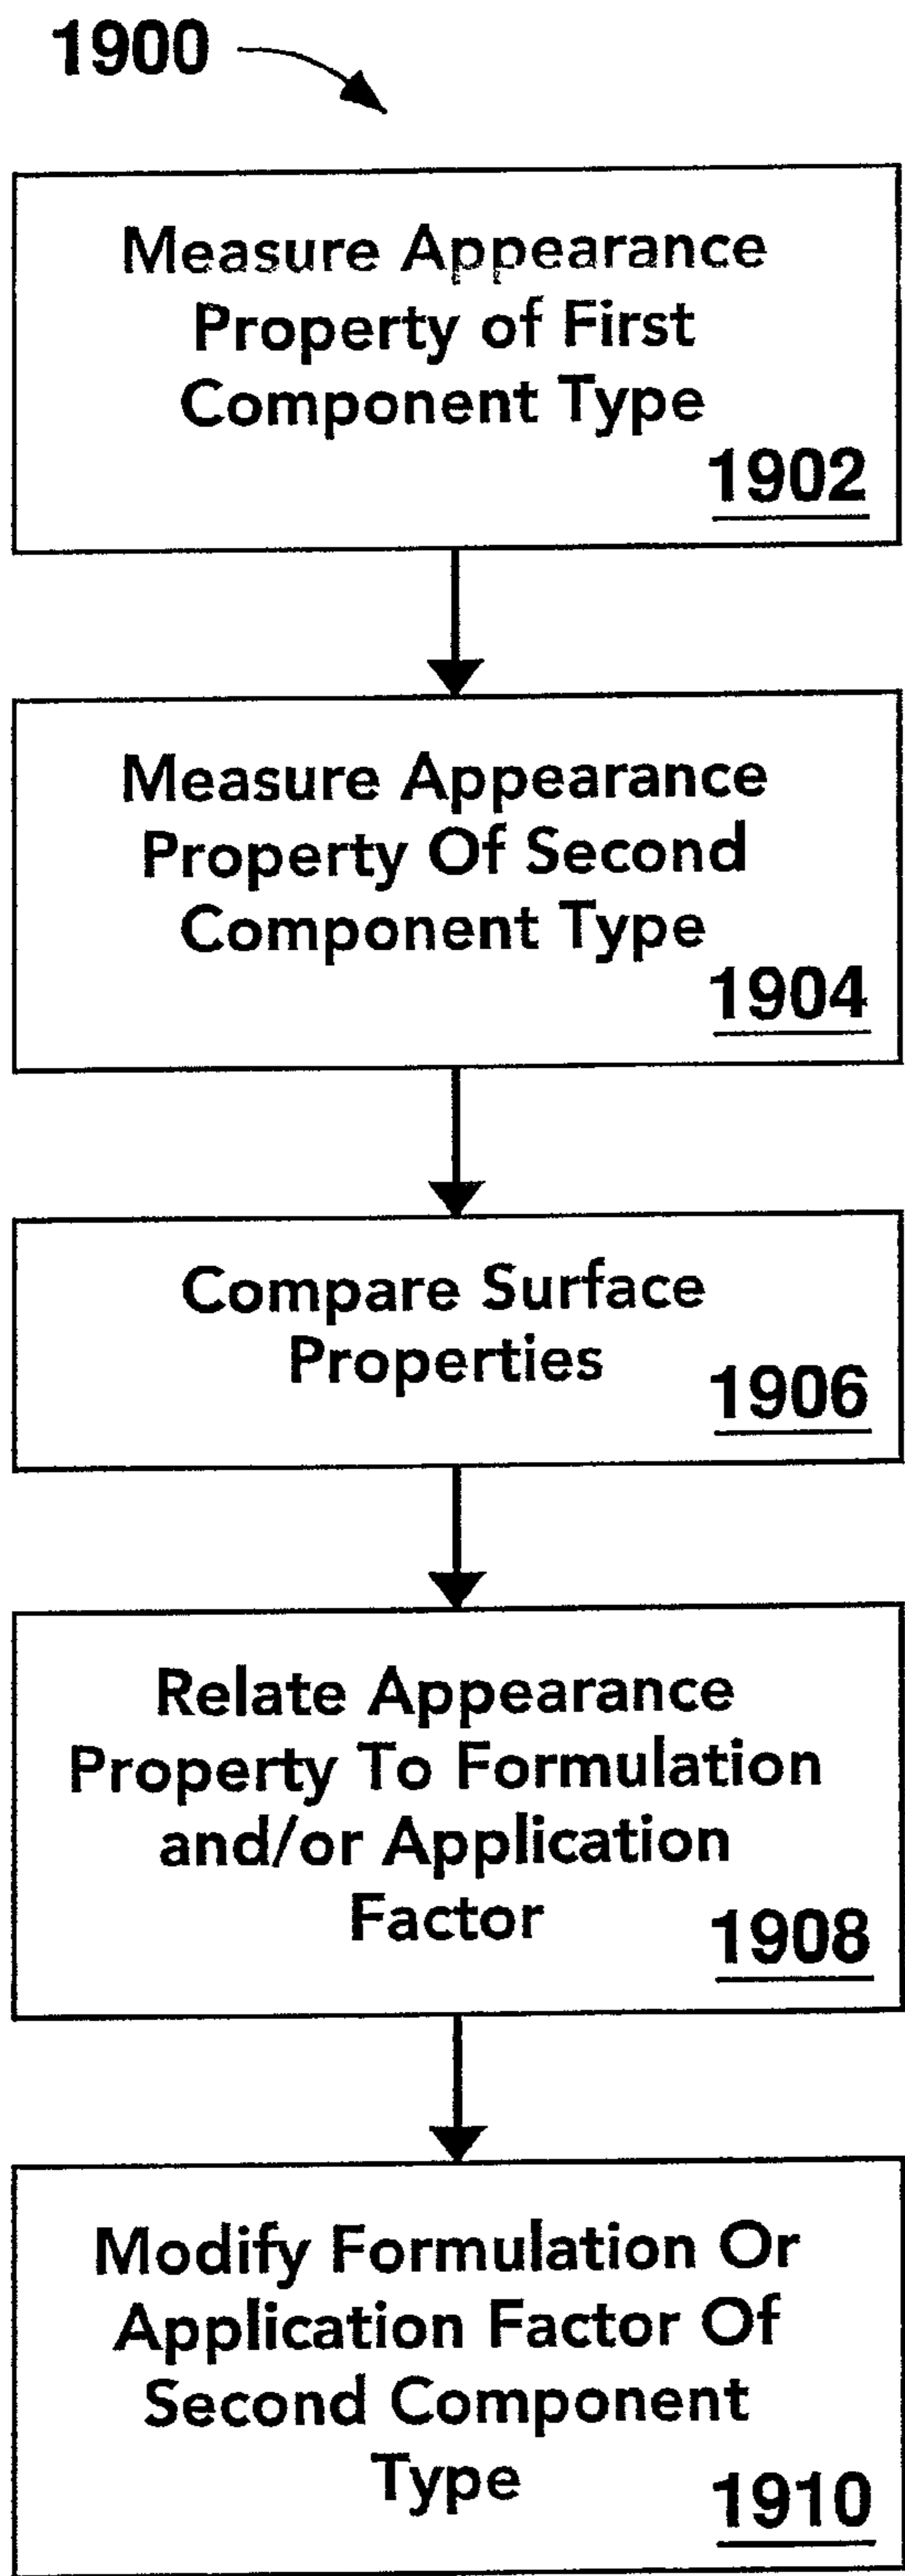 1900
Measure Appearance
Property of First
Component Type
1902
Measure Appearance
Property Of Second
Component Type
1904
Compare Surface
Properties
1906
Relate Appearance
Property To Formulation
and/or Application
Factor
1908
Modify Formulation Or
Application Factor Of
Second Component
Type
1910